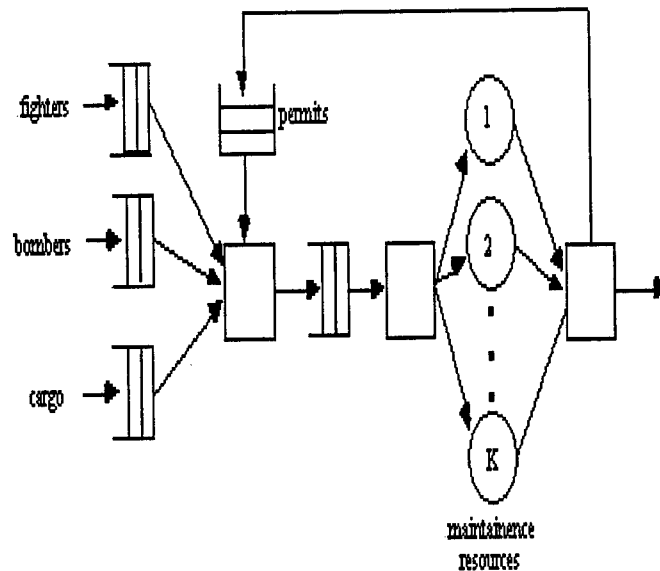 fighters
permits
1
bombers
2
cargo
K
maintainence
resources